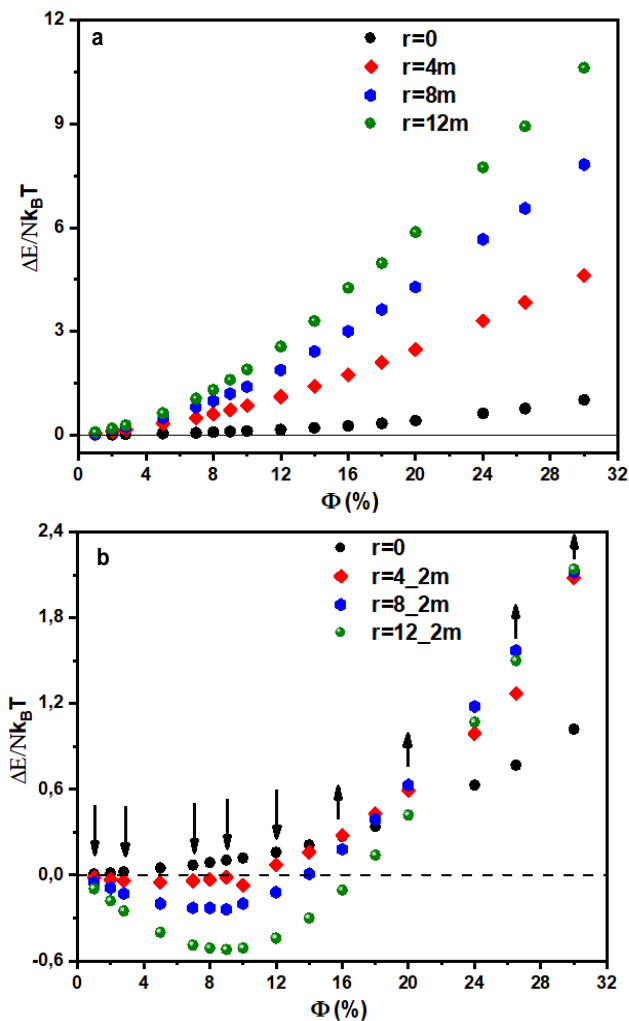 a
r=0
r=4m
r=8m
r=12m
12
9
6
3
0
ΔE/NkBT
0 4 8 12 16 20 24 28 32
Φ (%)
b
r=0
r=4_2m
r=8_2m
r=12_2m
2,4
1,8
1,2
0,6
0,0
-0,6
ΔE/NkBT
0 4 8 12 16 20 24 28 32
Φ (%)